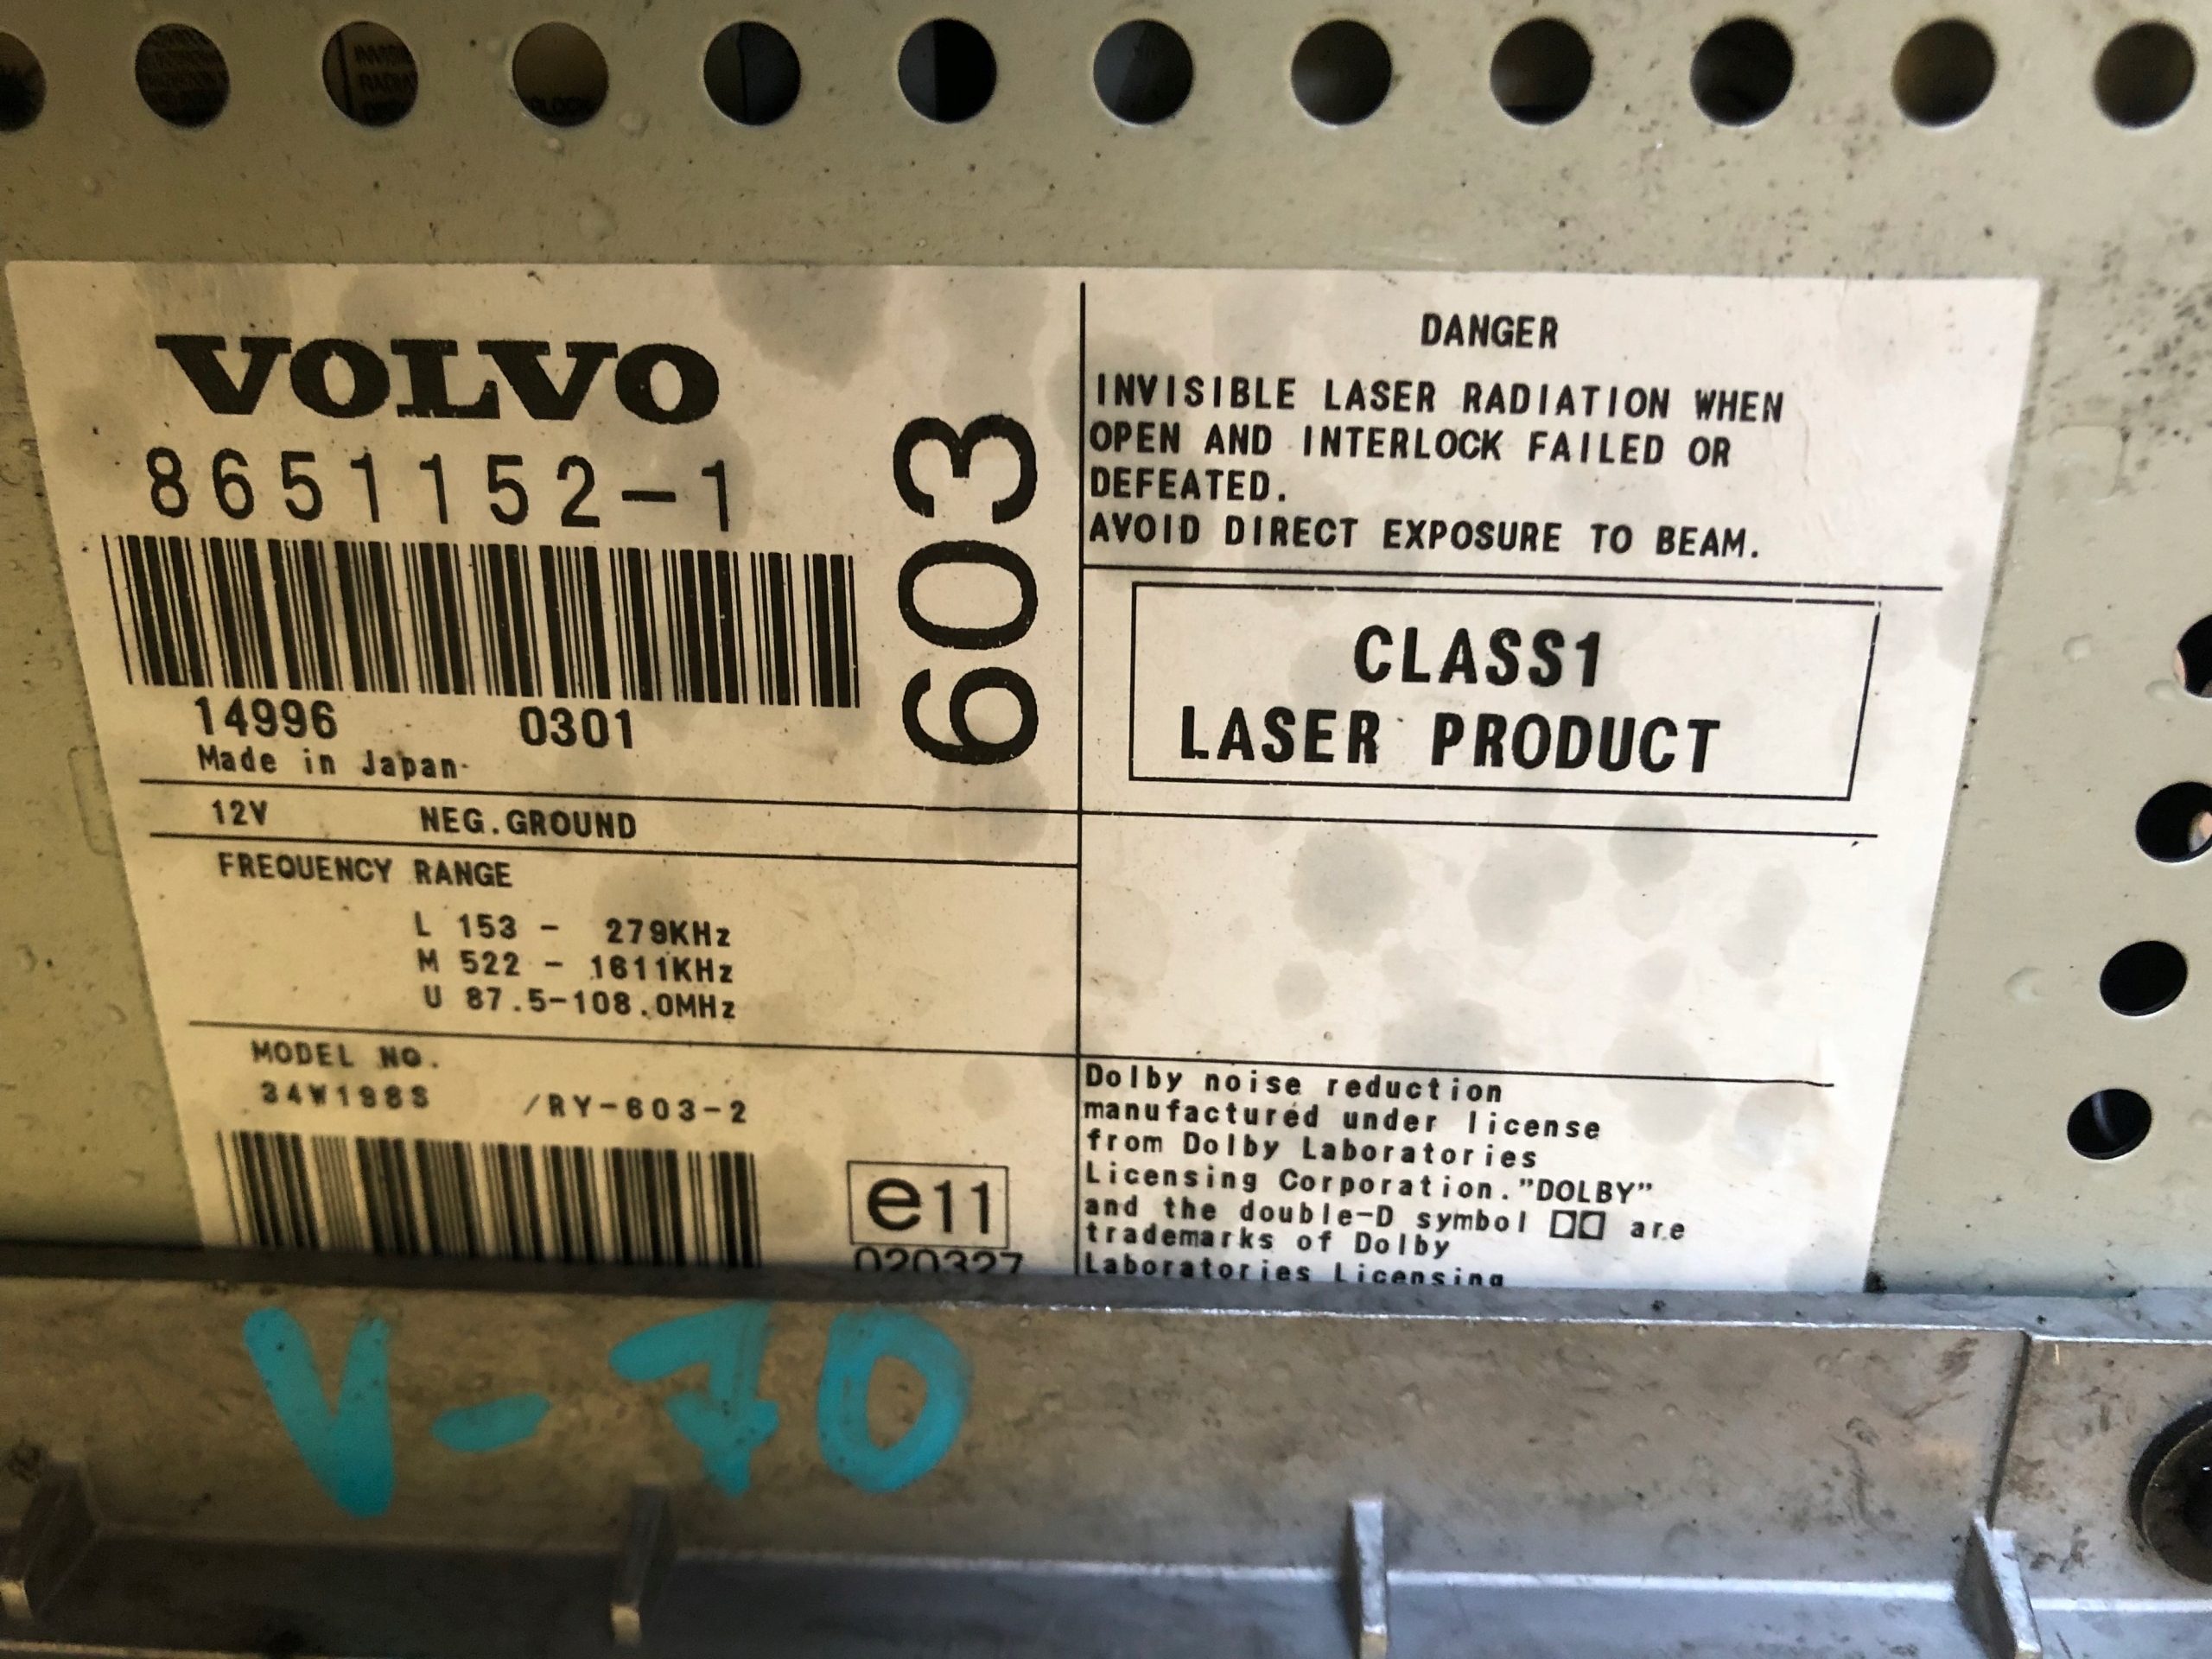 VOLVO
8651152-1
14996 0301
Made in Japan
603
12V NEG.GROUND
FREQUENCY RANGE
L 153 - 279KHz
M 522 - 1611KHz
U 87.5-108.0MHz
MODEL NO.
34W198S /RY-603-2
e11
020327
DANGER
INVISIBLE LASER RADIATION WHEN
OPEN AND INTERLOCK FAILED OR
DEFEATED.
AVOID DIRECT EXPOSURE TO BEAM.
CLASS1
LASER PRODUCT
Dolby noise reduction
manufactured under license
from Dolby Laboratories
Licensing Corporation."DOLBY"
and the double-D symbol are
trademarks of Dolby
Laboratories Licensing
V-70